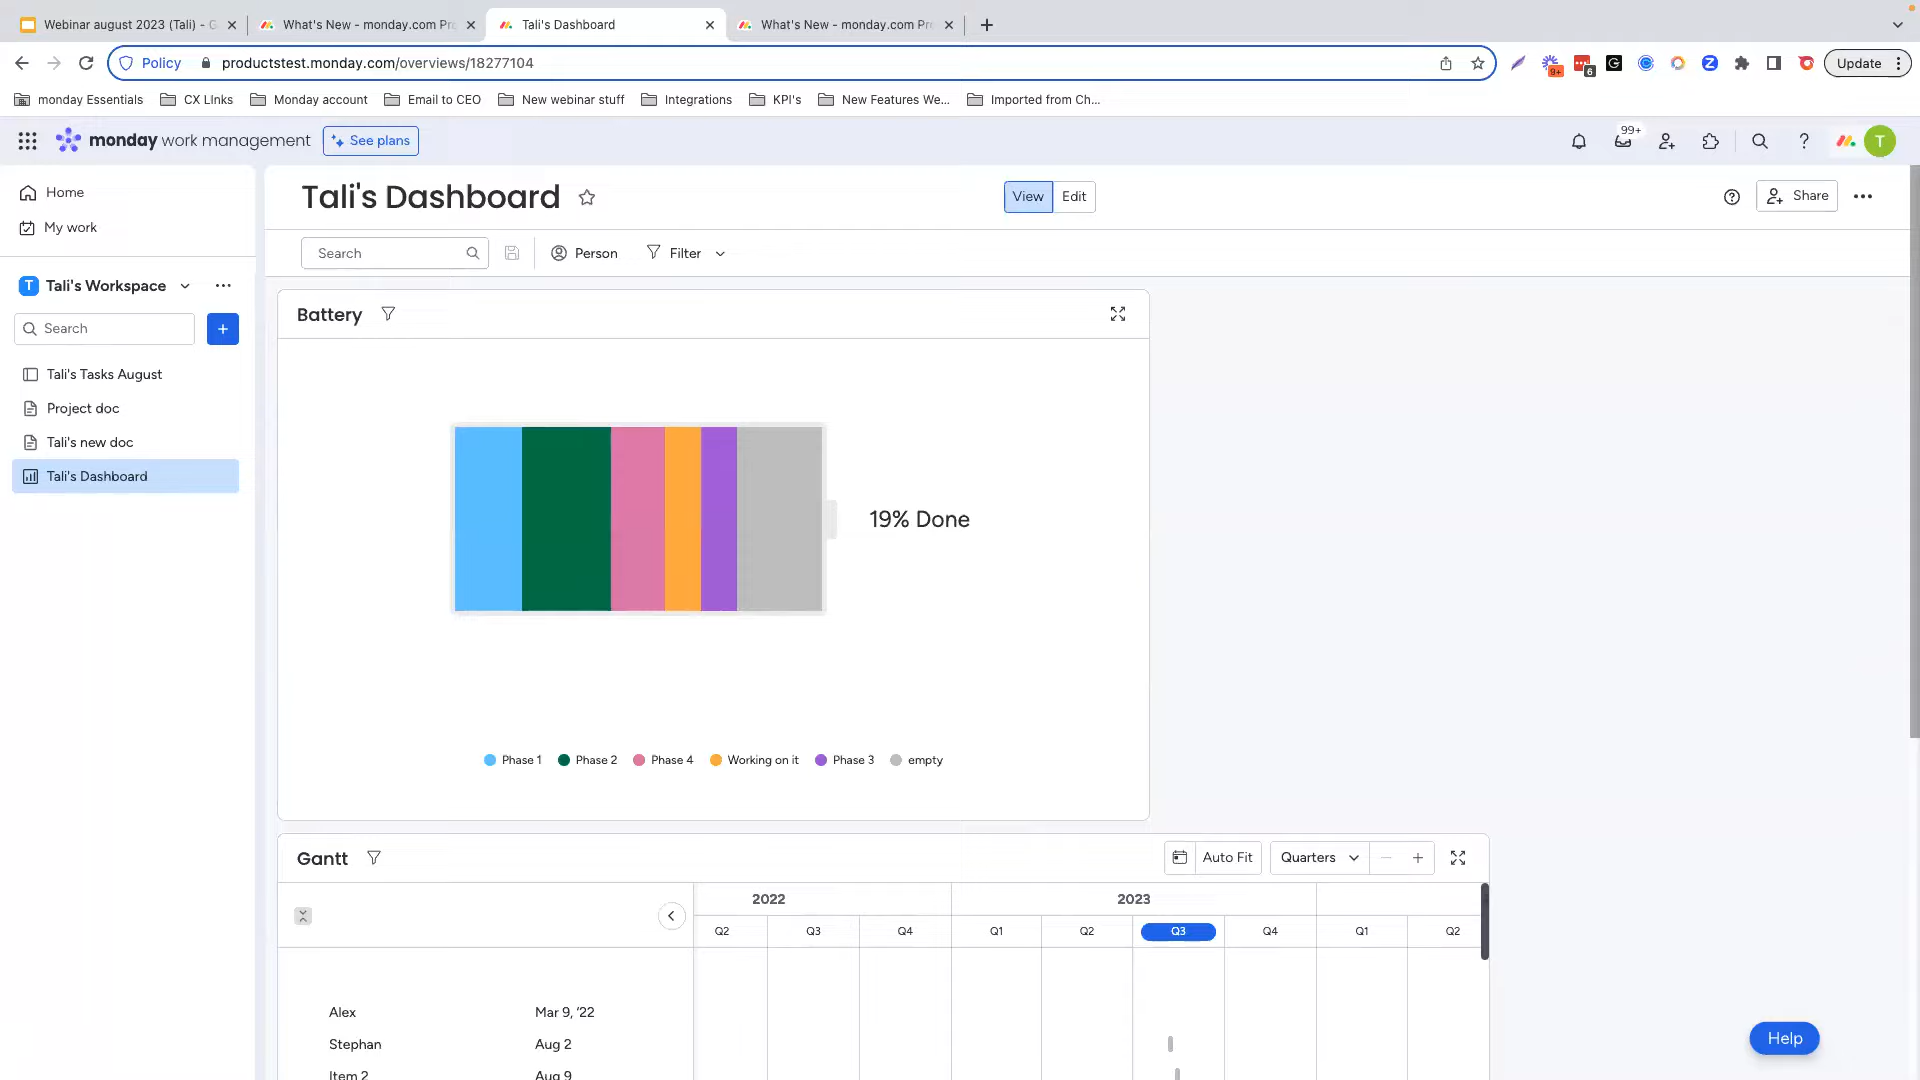 Webinar august 2023 (Tali) - G
What's New - monday.com Pro
Tali's Dashboard
What's New - monday.com Pro
Policy
productstest.monday.com/overviews/18277104
9+
6
Update
monday Essentials
CX LInks
Monday account
Email to CEO
New webinar stuff
Integrations
KPI's
New Features We...
Imported from Ch...
monday work management
See plans
99+
T
Home
My work
T Tali's Workspace
Search
Tali's Tasks August
Project doc
Tali's new doc
Tali's Dashboard
Tali's Dashboard
View
Edit
Share
Search
Person
Filter
Battery
19% Done
Phase 1
Phase 2
Phase 4
Working on it
Phase 3
empty
Gantt
Auto Fit
Quarters
2022
2023
Q2
Q3
Q4
Q1
Q2
Q3
Q4
Q1
Q2
Alex
Mar 9, '22
Stephan
Aug 2
Item 2
Aug 9
Help